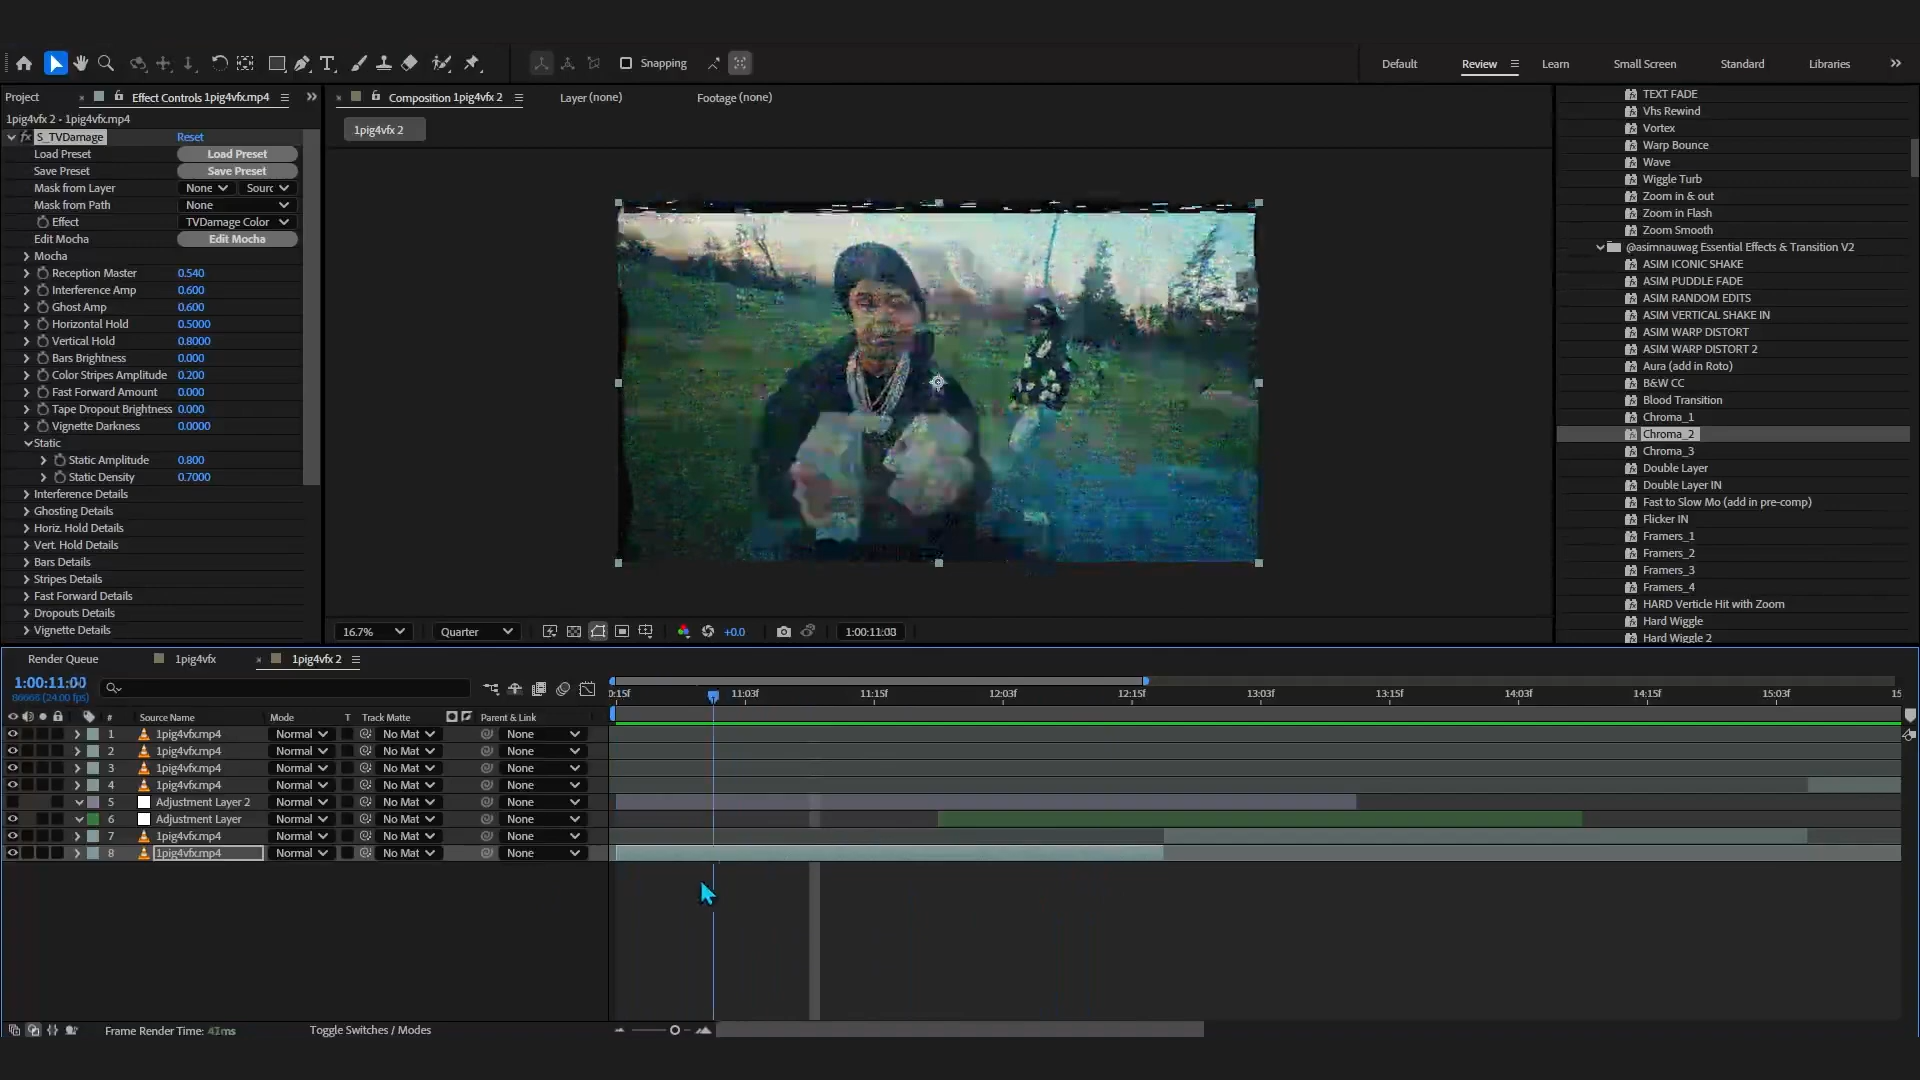 Snapping
Default
Review
Learn
Small Screen
Standard
Libraries
Project
Effect Controls 1pig4vfx.mp4
Composition 1pig4vfx 2
Layer (none)
Footage (none)
1pig4vfx 2 - 1pig4vfx.mp4
1pig4vfx 2
fx S_TVDamage Reset
Load Preset Load Preset
Save Preset Save Preset
Mask from Layer None Sourc
Mask from Path None
Effect TVDamage Color
Edit Mocha Edit Mocha
Mocha
Reception Master 0.540
Interference Amp 0.600
Ghost Amp 0.600
Horizontal Hold 0.5000
Vertical Hold 0.8000
Bars Brightness 0.000
Color Stripes Amplitude 0.200
Fast Forward Amount 0.000
Tape Dropout Brightness 0.000
Vignette Darkness 0.0000
Static
Static Amplitude 0.800
Static Density 0.7000
Interference Details
Ghosting Details
Horiz. Hold Details
Vert. Hold Details
Bars Details
Stripes Details
Fast Forward Details
Dropouts Details
Vignette Details
16.7% Quarter +0.0
TEXT FADE
Vhs Rewind
Vortex
Warp Bounce
Wave
Wiggle Turb
Zoom in & out
Zoom in Flash
Zoom Smooth
@asimnauwag Essential Effects & Transition V2
ASIM ICONIC SHAKE
ASIM PUDDLE FADE
ASIM RANDOM EDITS
ASIM VERTICAL SHAKE IN
ASIM WARP DISTORT
ASIM WARP DISTORT 2
Aura (add in Roto)
B&W CC
Blood Transition
Chroma_1
Chroma_2
Chroma_3
Double Layer
Double Layer IN
Fast to Slow Mo (add in pre-comp)
Flicker IN
Framers_1
Framers_2
Framers_3
Framers_4
HARD Verticle Hit with Zoom
Hard Wiggle
Hard Wiggle 2
Render Queue
1pig4vfx
1pig4vfx 2
(24.00 fps)
0:15f 11:03f 11:15f 12:03f 12:15f 13:03f 13:15f 14:03f 14:15f 15:03f 15
# Source Name Mode T Track Matte Parent & Link
1 1pig4vfx.mp4 Normal No Mat None
2 1pig4vfx.mp4 Normal No Mat None
3 1pig4vfx.mp4 Normal No Mat None
4 1pig4vfx.mp4 Normal No Mat None
5 Adjustment Layer 2 Normal No Mat None
6 Adjustment Layer Normal No Mat None
7 1pig4vfx.mp4 Normal No Mat None
8 1pig4vfx.mp4 Normal No Mat None
Frame Render Time:
Toggle Switches / Modes